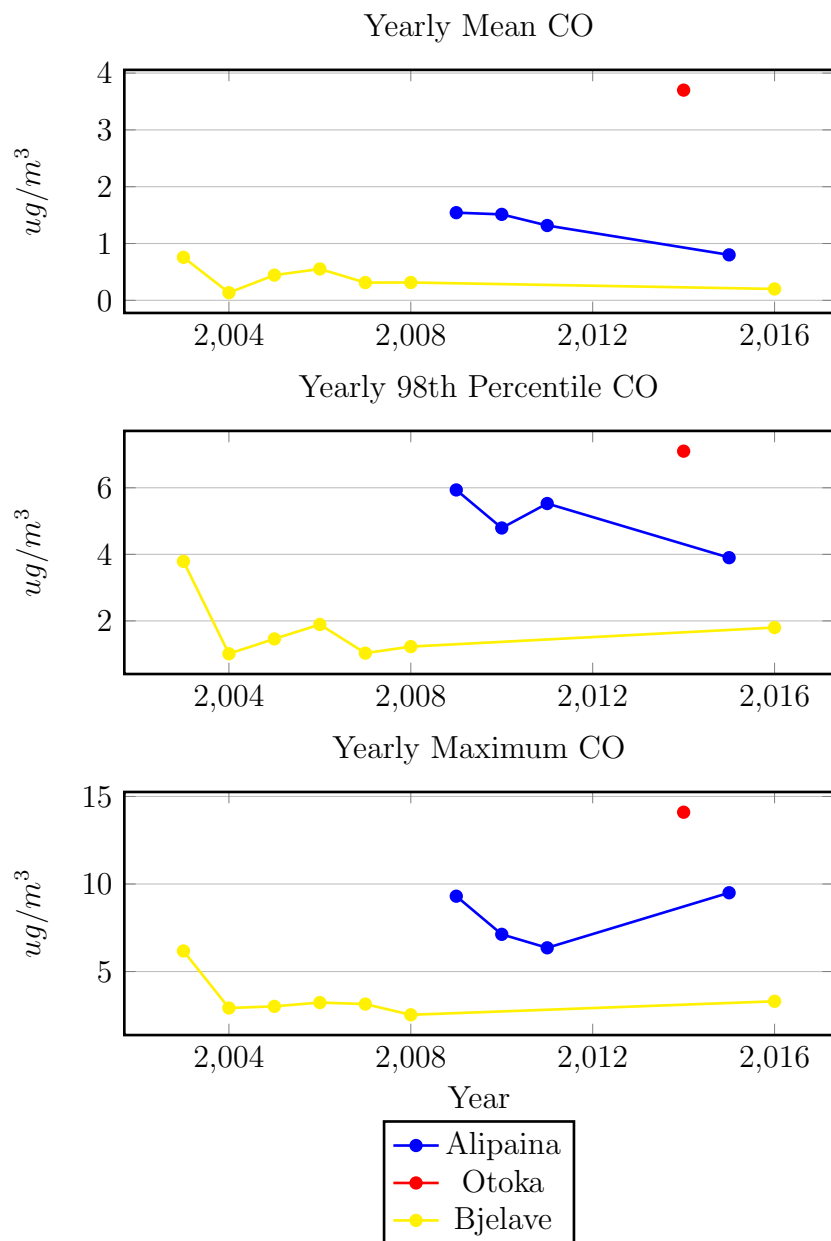 Yearly Mean CO
4
3
2
1
0
ug/m³
2,004 2,008 2,012 2,016
Yearly 98th Percentile CO
6
4
2
ug/m³
2,004 2,008 2,012 2,016
Yearly Maximum CO
15
10
5
ug/m³
2,004 2,008 2,012 2,016
Year
Alipaina
Otoka
Bjelave